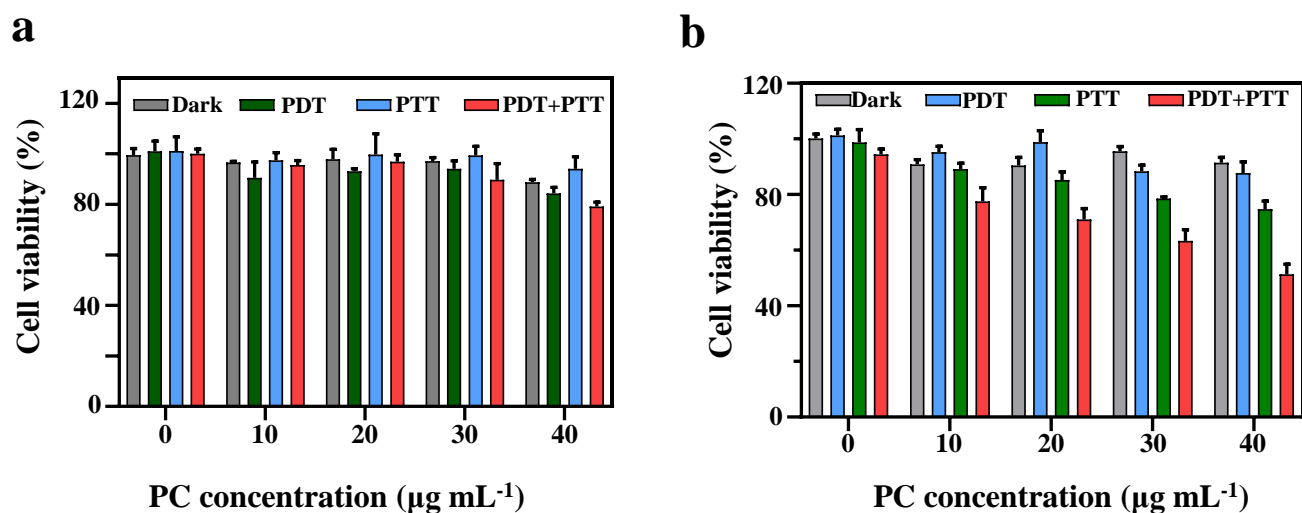 a
Cell viability (%)
120
80
40
0
Dark PDT PTT PDT+PTT
0 10 20 30 40
PC concentration (µg mL-1)
b
Cell viability (%)
120
80
40
0
Dark PDT PTT PDT+PTT
0 10 20 30 40
PC concentration (µg mL-1)